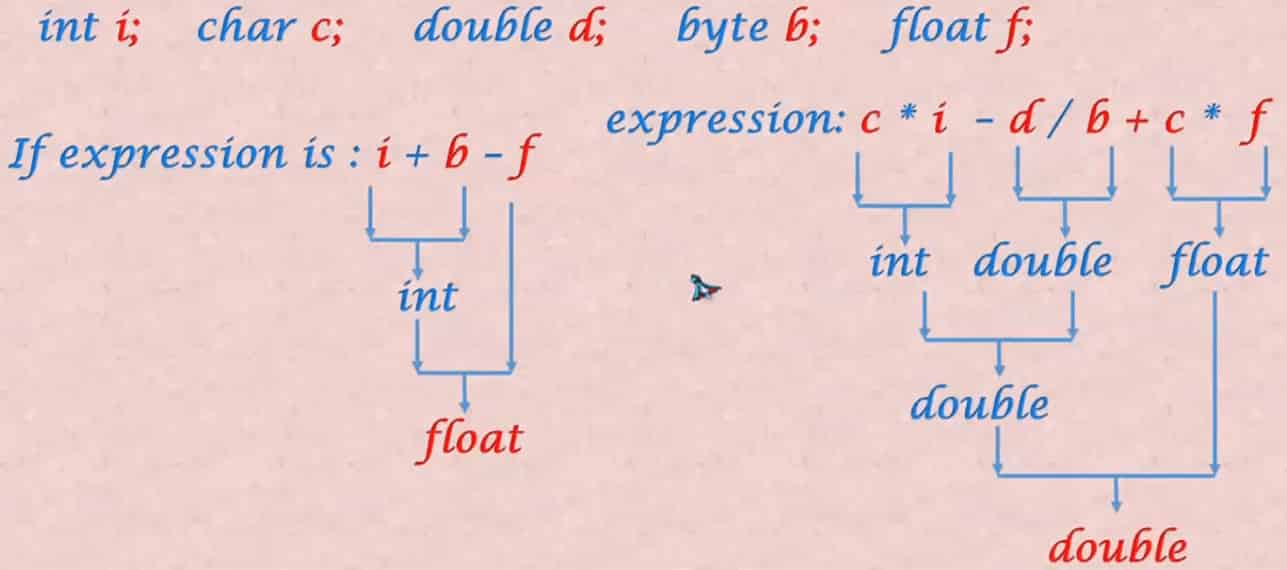 int i; char c; double d; byte b; float f;
If expression is : i + b - f
int
float
expression: c * i - d / b + c * f
int double float
double
double